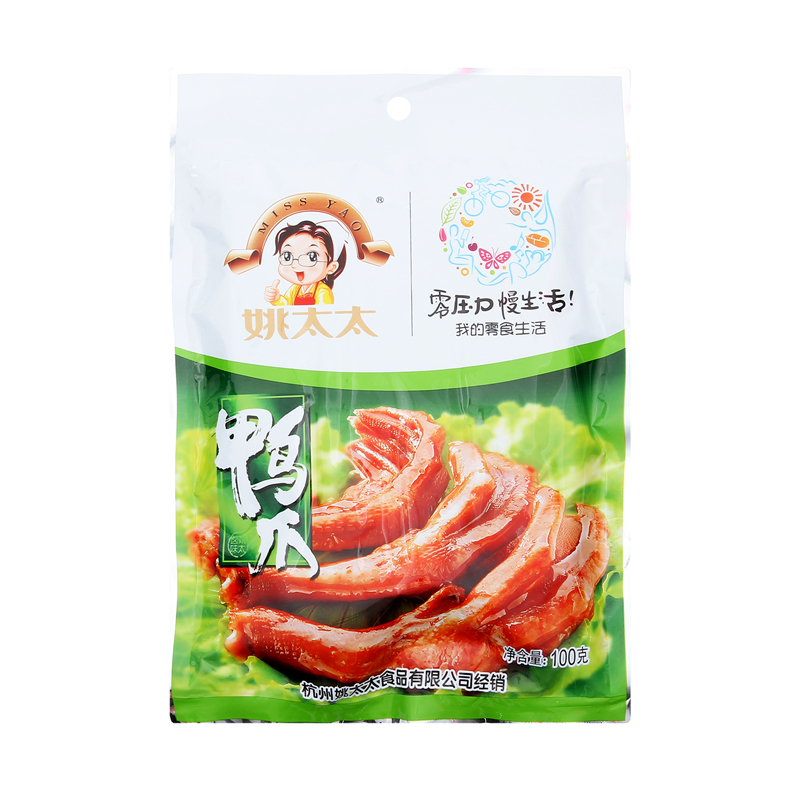 MISS YAO
®
姚太太
零压力慢生活!
我的零食生活
鸭爪
净含量: 100克
杭州姚太太食品有限公司经销